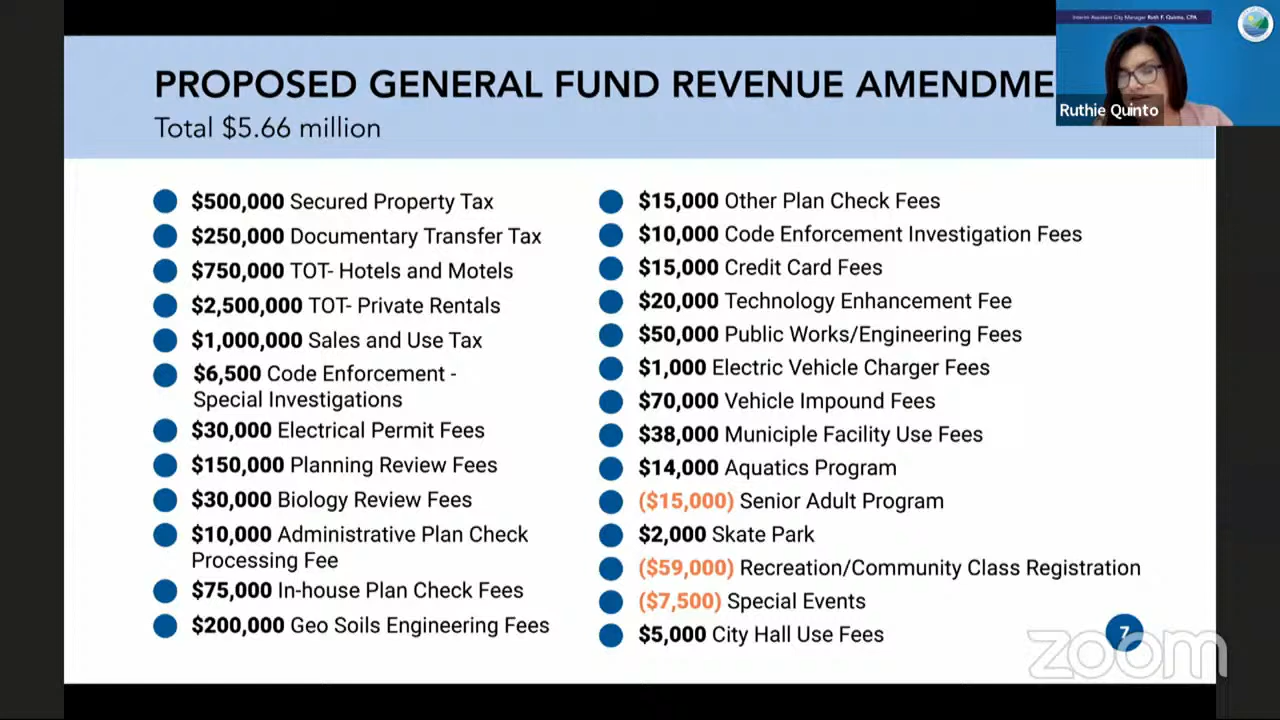 Interim Assistant City Manager Ruth F. Quinto, CPA
Ruthie Quinto
PROPOSED GENERAL FUND REVENUE AMENDME
Total $5.66 million
$500,000 Secured Property Tax
$250,000 Documentary Transfer Tax
$750,000 TOT- Hotels and Motels
$2,500,000 TOT- Private Rentals
$1,000,000 Sales and Use Tax
$6,500 Code Enforcement -
Special Investigations
$30,000 Electrical Permit Fees
$150,000 Planning Review Fees
$30,000 Biology Review Fees
$10,000 Administrative Plan Check
Processing Fee
$75,000 In-house Plan Check Fees
$200,000 Geo Soils Engineering Fees
$15,000 Other Plan Check Fees
$10,000 Code Enforcement Investigation Fees
$15,000 Credit Card Fees
$20,000 Technology Enhancement Fee
$50,000 Public Works/Engineering Fees
$1,000 Electric Vehicle Charger Fees
$70,000 Vehicle Impound Fees
$38,000 Municiple Facility Use Fees
$14,000 Aquatics Program
($15,000) Senior Adult Program
$2,000 Skate Park
($59,000) Recreation/Community Class Registration
($7,500) Special Events
$5,000 City Hall Use Fees
7
zoom